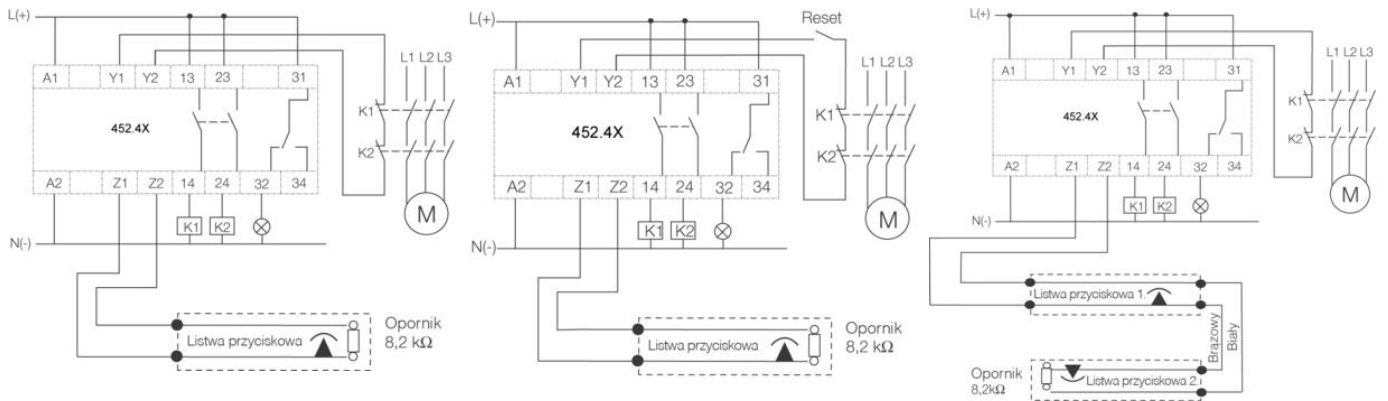 L(+)
A1 Y1 Y2 13 23 31
L1 L2 L3
K1
452.4X
K2
A2 Z1 Z2 14 24 32 34
K1 K2
M
N(-)
Listwa przyciskowa
Opornik
8,2 kΩ
L(+)
Reset
A1 Y1 Y2 13 23 31
L1 L2 L3
K1
452.4X
K2
A2 Z1 Z2 14 24 32 34
K1 K2
M
N(-)
Listwa przyciskowa
Opornik
8,2 kΩ
L(+)
A1 Y1 Y2 13 23 31
L1 L2 L3
K1
452.4X
K2
A2 Z1 Z2 14 24 32 34
K1 K2
M
N(-)
Listwa przyciskowa 1.
Brązowy
Biały
Opornik
8,2kΩ
Listwa przyciskowa 2.